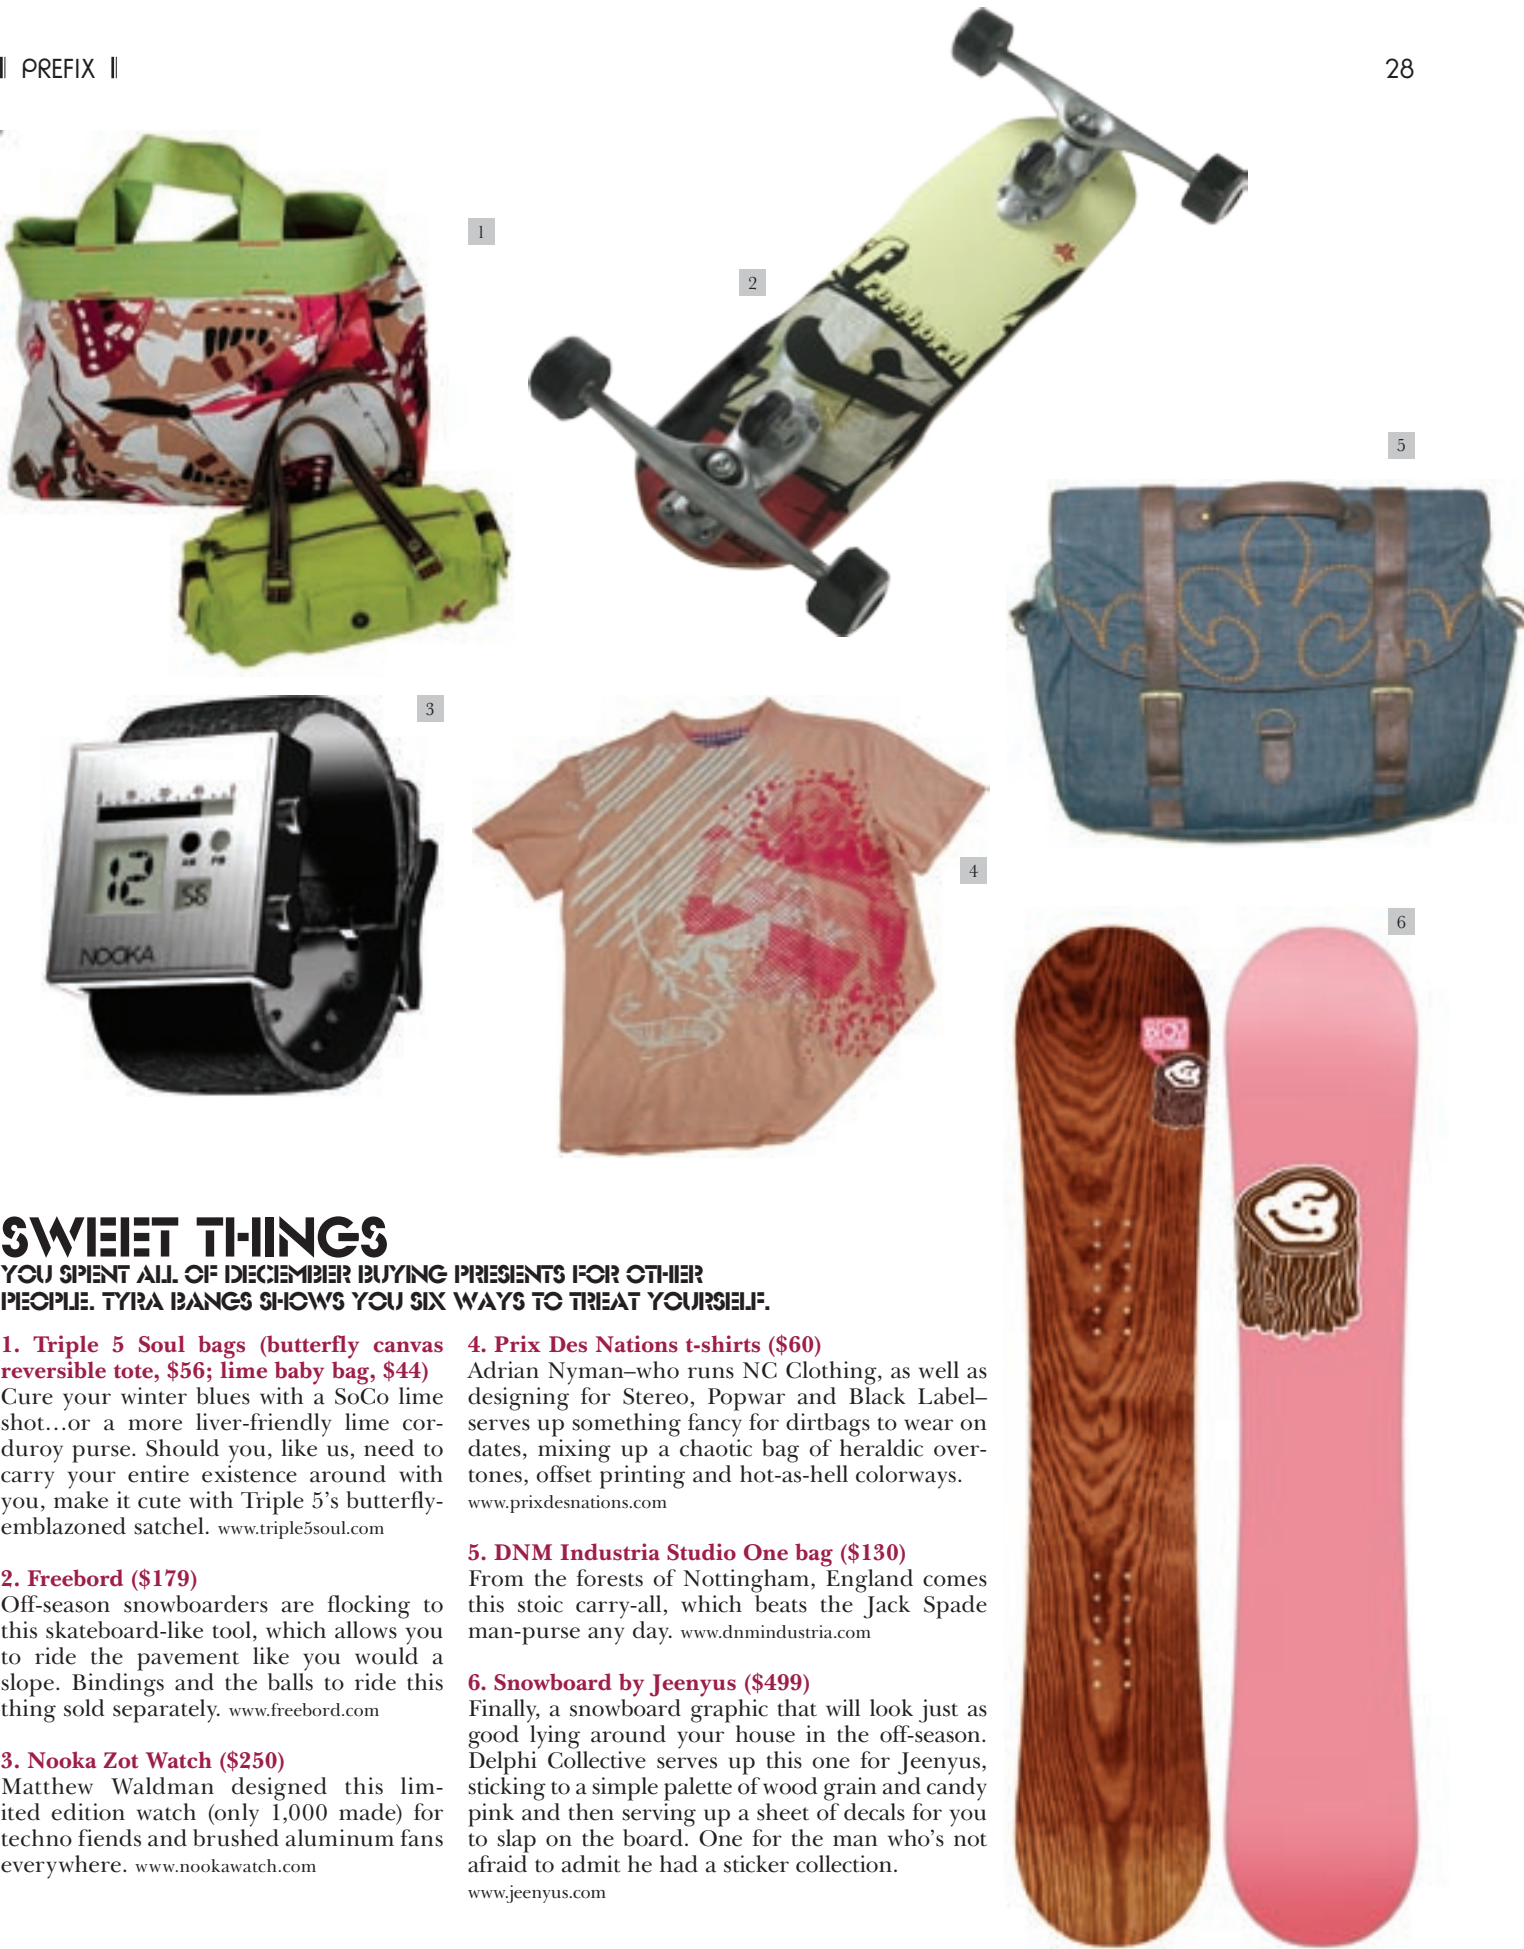 PREFIX
28
1
2
5
freebord
3
12
AM PM
56
NOOKA
4
6
SWEET THINGS
YOU SPENT ALL OF DECEMBER BUYING PRESENTS FOR OTHER
PEOPLE. TYRA BANGS SHOWS YOU SIX WAYS TO TREAT YOURSELF.
1. Triple 5 Soul bags (butterfly canvas
reversible tote, $56; lime baby bag, $44)
Cure your winter blues with a SoCo lime
shot…or a more liver-friendly lime cor-
duroy purse. Should you, like us, need to
carry your entire existence around with
you, make it cute with Triple 5's butterfly-
emblazoned satchel. www.triple5soul.com
2. Freebord ($179)
Off-season snowboarders are flocking to
this skateboard-like tool, which allows you
to ride the pavement like you would a
slope. Bindings and the balls to ride this
thing sold separately. www.freebord.com
3. Nooka Zot Watch ($250)
Matthew Waldman designed this lim-
ited edition watch (only 1,000 made) for
techno fiends and brushed aluminum fans
everywhere. www.nookawatch.com
4. Prix Des Nations t-shirts ($60)
Adrian Nyman–who runs NC Clothing, as well as
designing for Stereo, Popwar and Black Label–
serves up something fancy for dirtbags to wear on
dates, mixing up a chaotic bag of heraldic over-
tones, offset printing and hot-as-hell colorways.
www.prixdesnations.com
5. DNM Industria Studio One bag ($130)
From the forests of Nottingham, England comes
this stoic carry-all, which beats the Jack Spade
man-purse any day. www.dnmindustria.com
6. Snowboard by Jeenyus ($499)
Finally, a snowboard graphic that will look just as
good lying around your house in the off-season.
Delphi Collective serves up this one for Jeenyus,
sticking to a simple palette of wood grain and candy
pink and then serving up a sheet of decals for you
to slap on the board. One for the man who's not
afraid to admit he had a sticker collection.
www.jeenyus.com